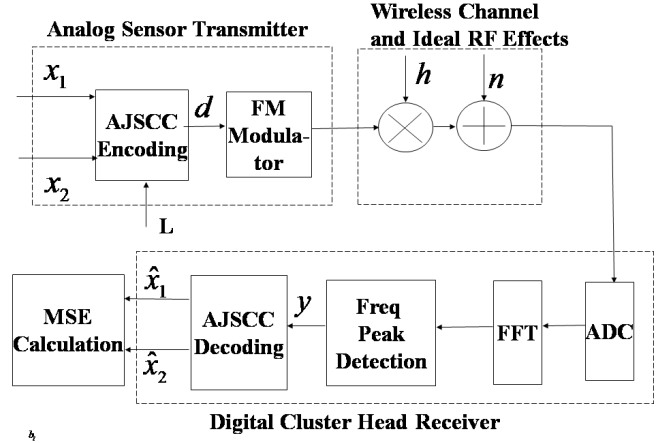 Analog Sensor Transmitter
Wireless Channel
and Ideal RF Effects
x₁
x₂
AJSCC
Encoding
d
FM
Modula-
tor
h
n
L
MSE
Calculation
x̂₁
x̂₂
AJSCC
Decoding
y
Freq
Peak
Detection
FFT
ADC
Digital Cluster Head Receiver